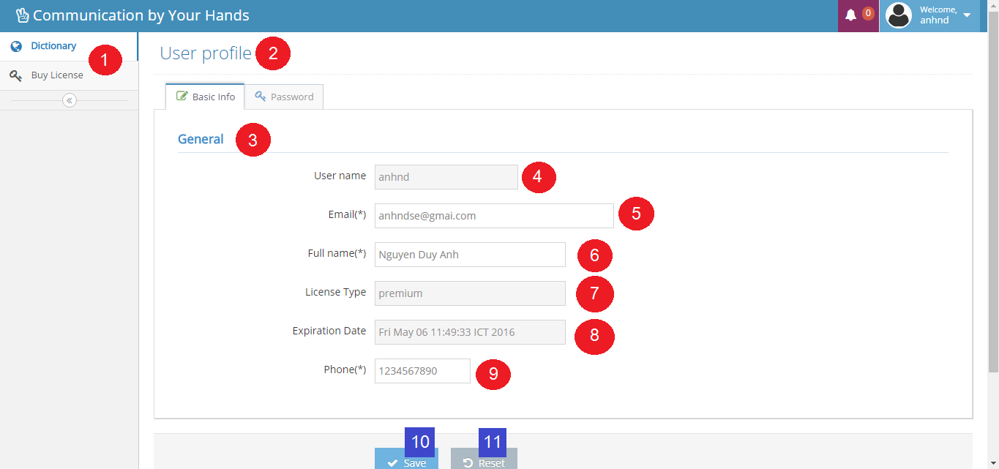 Communication by Your Hands
0
Welcome,
anhnd
Dictionary
1
Buy License
User profile 2
Basic Info
Password
General 3
User name anhnd 4
Email(*) anhndse@gmai.com 5
Full name(*) Nguyen Duy Anh 6
License Type premium 7
Expiration Date Fri May 06 11:49:33 ICT 2016 8
Phone(*) 1234567890 9
10 11
Save Reset